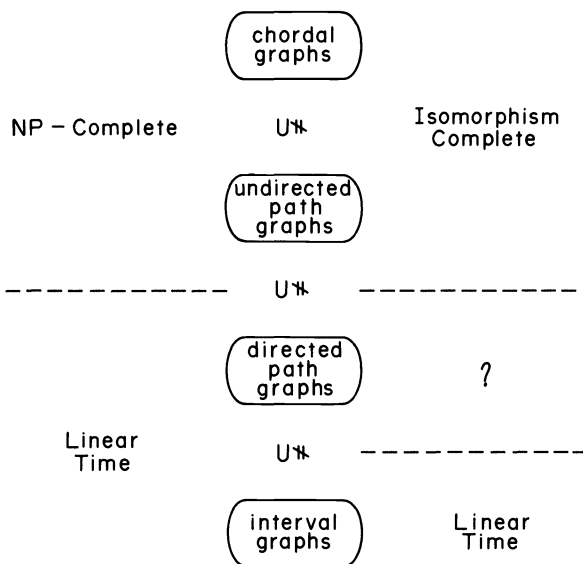 chordal
graphs
NP - Complete
U⧣
Isomorphism
Complete
undirected
path
graphs
U⧣
directed
path
graphs
?
Linear
Time
U⧣
interval
graphs
Linear
Time